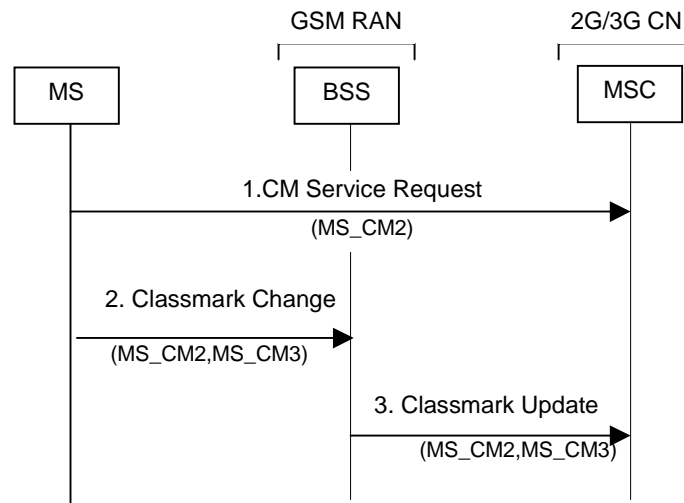 GSM RAN
2G/3G CN
MS
BSS
MSC
1.CM Service Request
(MS_CM2)
2. Classmark Change
(MS_CM2,MS_CM3)
3. Classmark Update
(MS_CM2,MS_CM3)